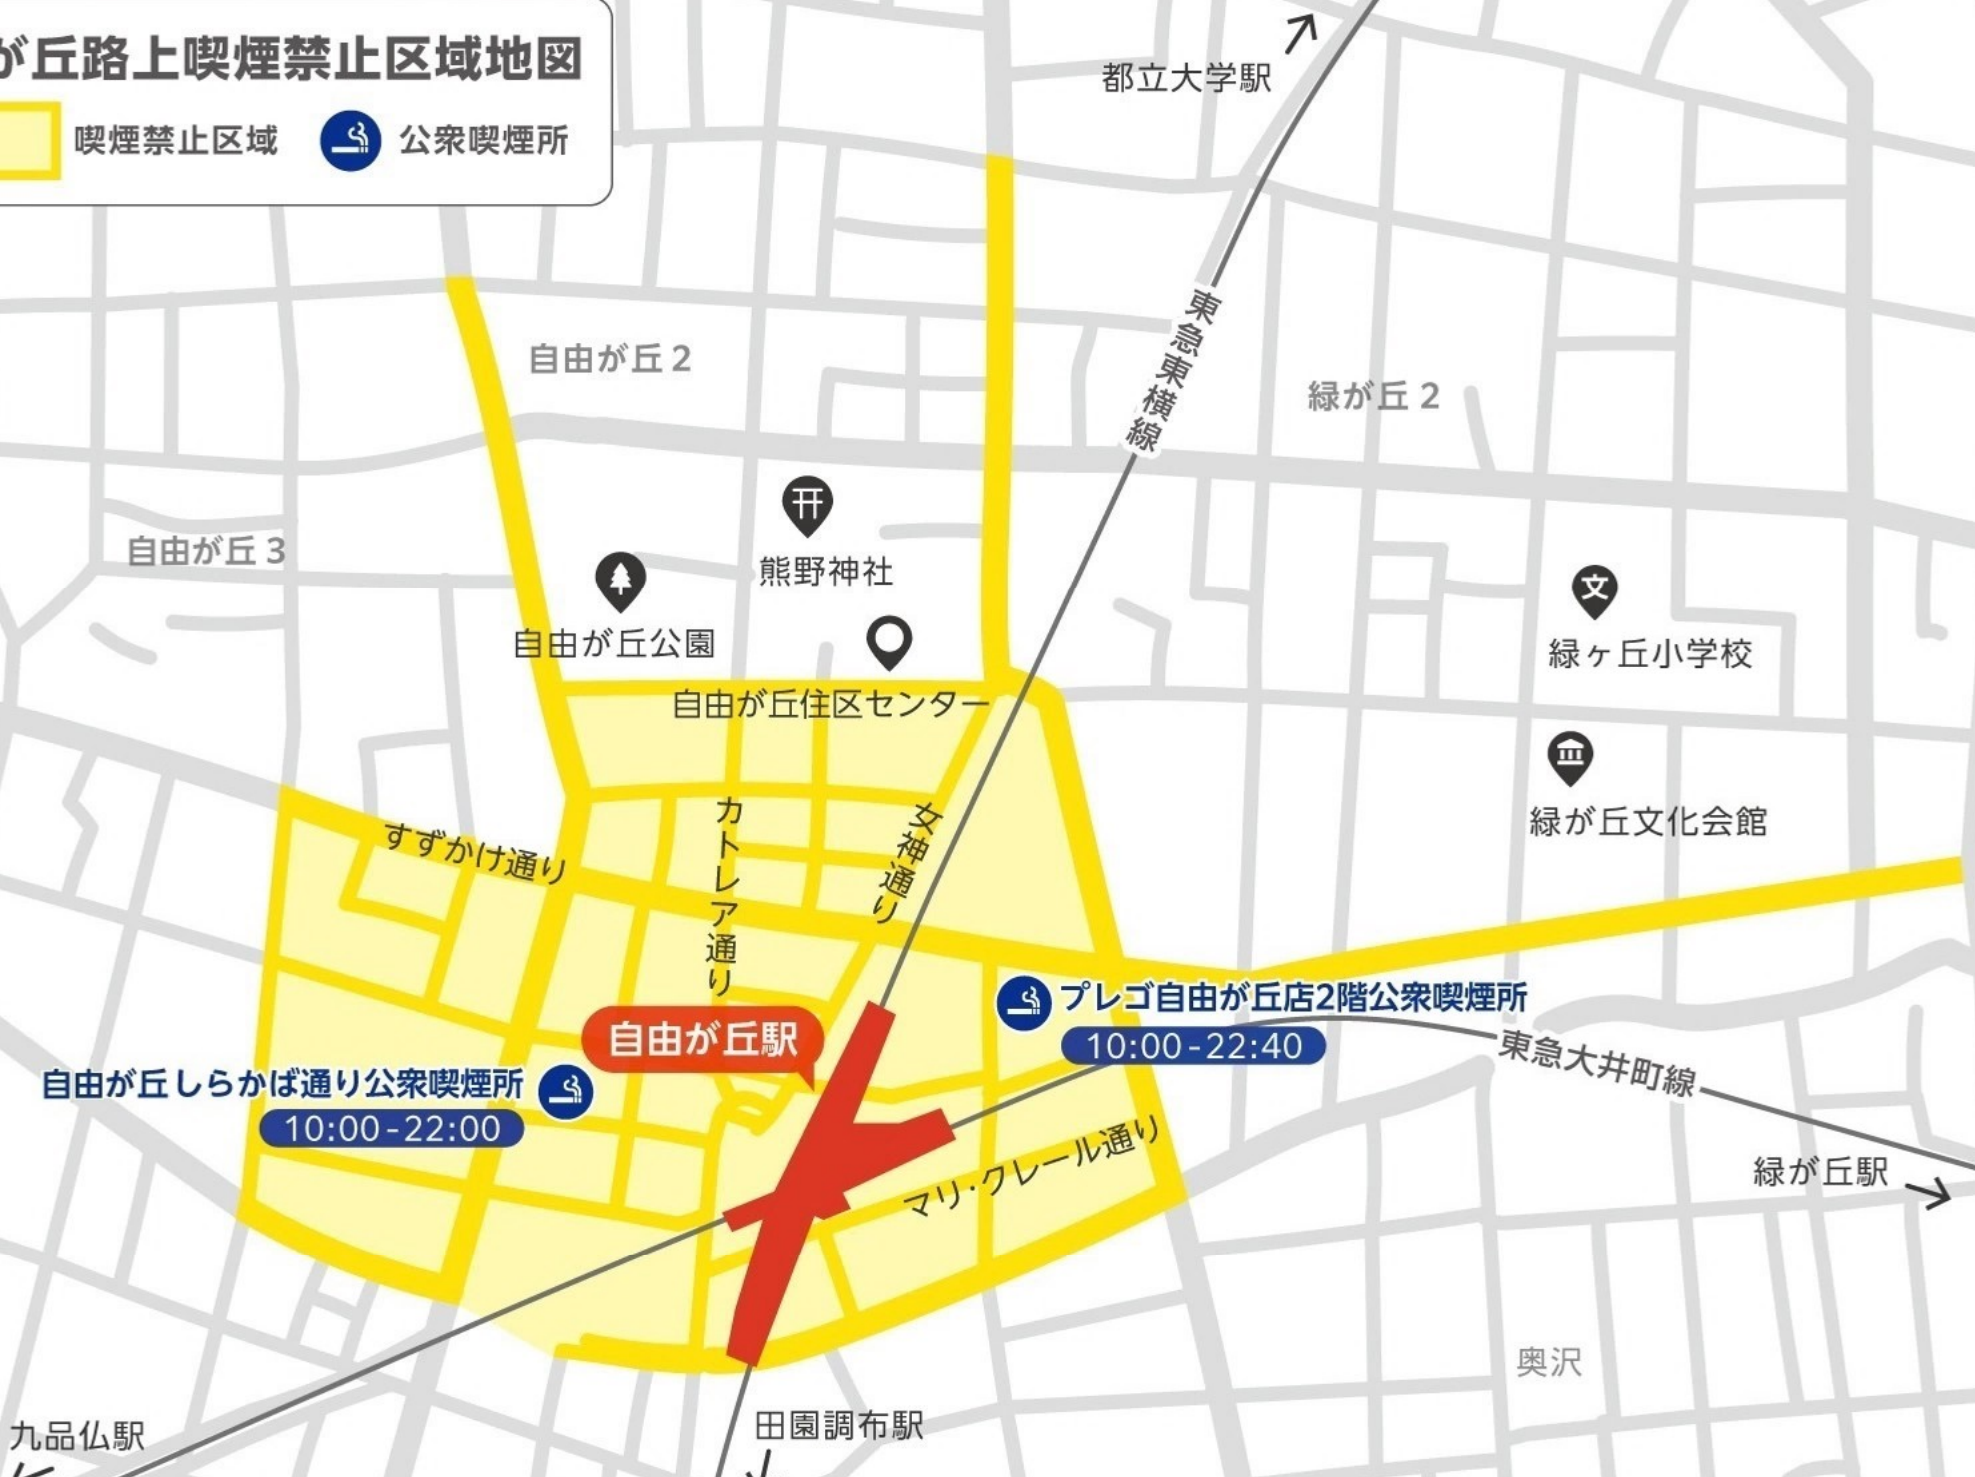 が丘路上喫煙禁止区域地図
喫煙禁止区域
公衆喫煙所
都立大学駅
東急東横線
自由が丘2
緑が丘2
熊野神社
自由が丘3
自由が丘公園
自由が丘住区センター
緑ヶ丘小学校
緑が丘文化会館
すずかけ通り
カトレア通り
女神通り
プレゴ自由が丘店2階公衆喫煙所
10:00-22:40
自由が丘駅
東急大井町線
自由が丘しらかば通り公衆喫煙所
10:00-22:00
マリ・クレール通り
緑が丘駅
奥沢
田園調布駅
九品仏駅